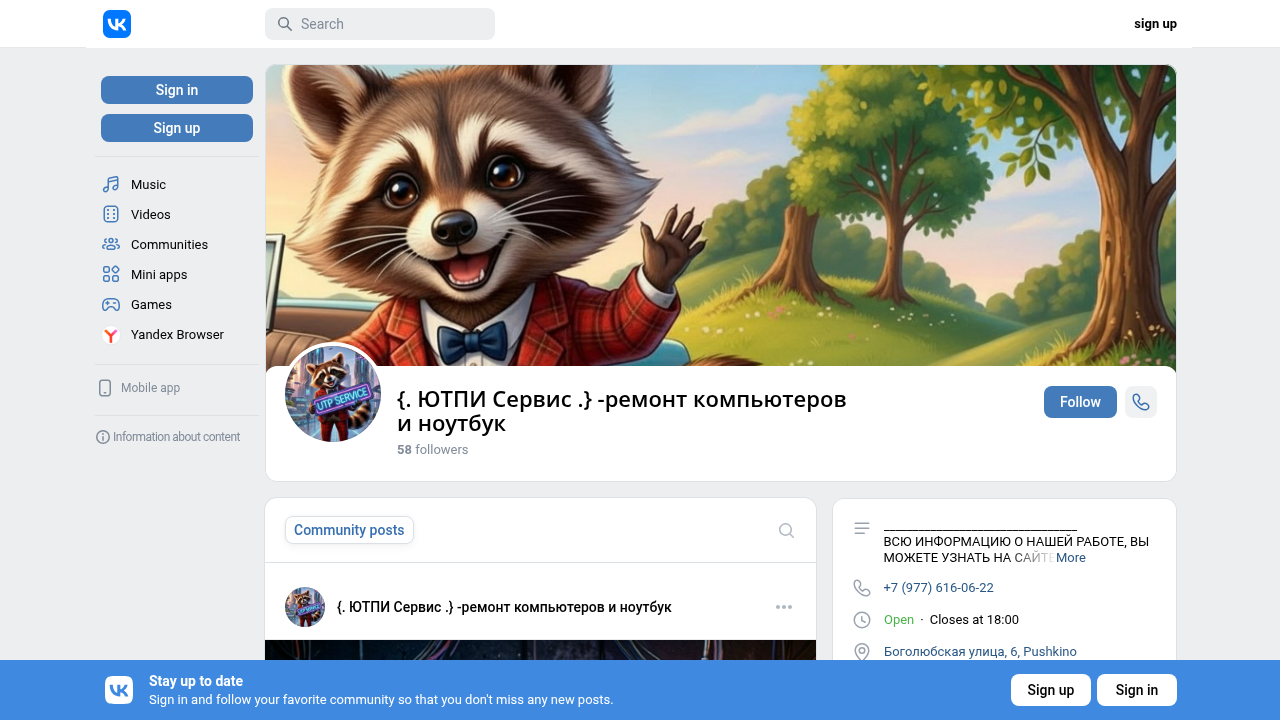 Search
sign up
Sign in
Sign up
Music
Videos
Communities
Mini apps
Games
Yandex Browser
Mobile app
Information about content
UTP SERVICE
{. ЮТПИ Сервис .} -ремонт компьютеров
и ноутбук
58 followers
Follow
Community posts
{. ЮТПИ Сервис .} -ремонт компьютеров и ноутбук
________________________________
ВСЮ ИНФОРМАЦИЮ О НАШЕЙ РАБОТЕ, ВЫ
МОЖЕТЕ УЗНАТЬ НА САЙТЕ More
+7 (977) 616-06-22
Open · Closes at 18:00
Боголюбская улица, 6, Pushkino
Stay up to date
Sign in and follow your favorite community so that you don't miss any new posts.
Sign up
Sign in